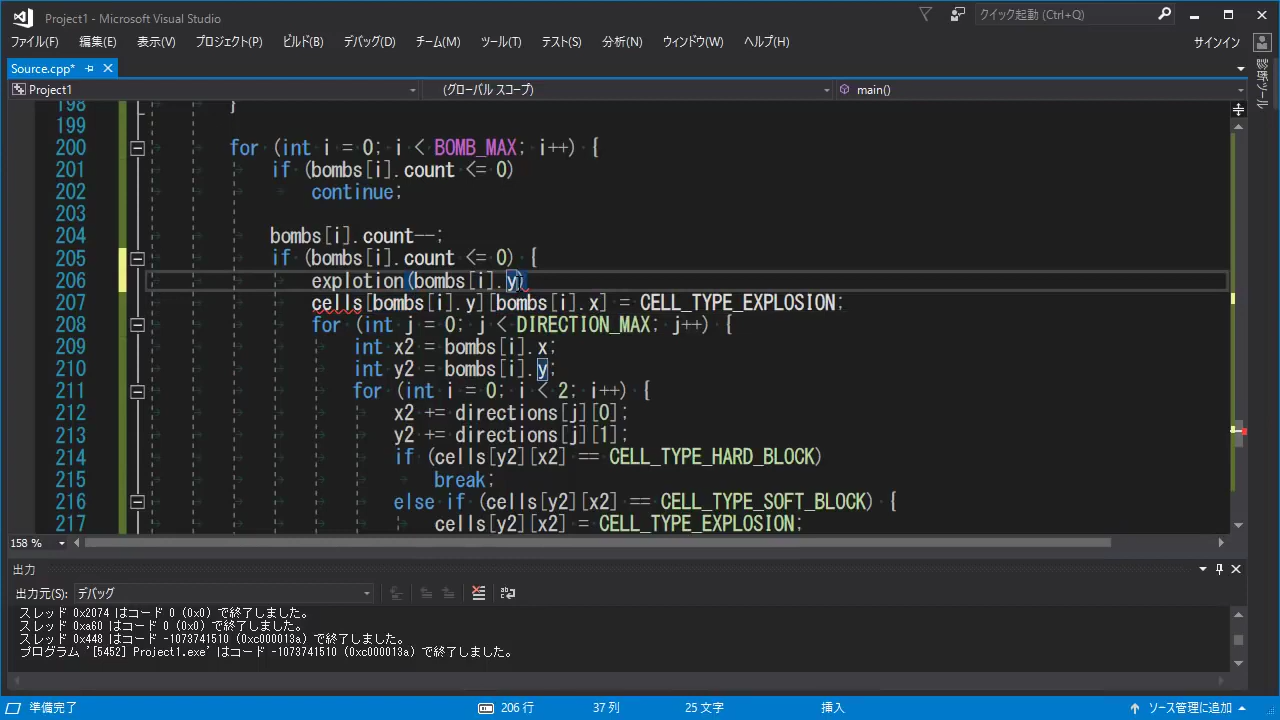 Project1 - Microsoft Visual Studio
クイック起動 (Ctrl+Q)
ファイル(F) 編集(E) 表示(V) プロジェクト(P) ビルド(B) デバッグ(D) チーム(M) ツール(T) テスト(S) 分析(N) ウィンドウ(W) ヘルプ(H) サインイン
Source.cpp*
診断ツール
Project1 (グローバル スコープ) main()
198 }
199
200 for (int i = 0; i < BOMB_MAX; i++) {
201 if (bombs[i].count <= 0)
202 continue;
203
204 bombs[i].count--;
205 if (bombs[i].count <= 0) {
206 explotion(bombs[i].y)
207 cells[bombs[i].y][bombs[i].x] = CELL_TYPE_EXPLOSION;
208 for (int j = 0; j < DIRECTION_MAX; j++) {
209 int x2 = bombs[i].x;
210 int y2 = bombs[i].y;
211 for (int i = 0; i < 2; i++) {
212 x2 += directions[j][0];
213 y2 += directions[j][1];
214 if (cells[y2][x2] == CELL_TYPE_HARD_BLOCK)
215 break;
216 else if (cells[y2][x2] == CELL_TYPE_SOFT_BLOCK) {
217 cells[y2][x2] = CELL_TYPE_EXPLOSION;
158 %
出力
出力元(S): デバッグ
スレッド 0x2074 はコード 0 (0x0) で終了しました。
スレッド 0xa60 はコード 0 (0x0) で終了しました。
スレッド 0x448 はコード -1073741510 (0xc000013a) で終了しました。
プログラム '[5452] Project1.exe' はコード -1073741510 (0xc000013a) で終了しました。
準備完了 206 行 37 列 25 文字 挿入 ソース管理に追加